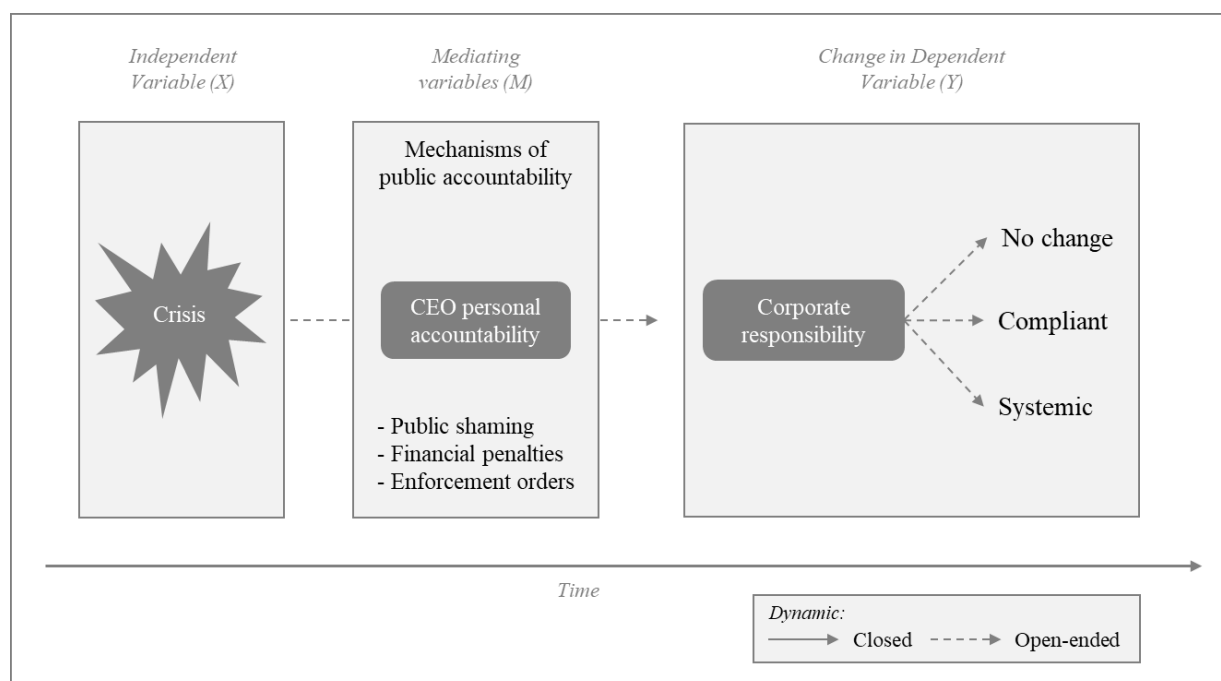 Independent
Variable (X)
Mediating
variables (M)
Change in Dependent
Variable (Y)
Mechanisms of
public accountability
Crisis
CEO personal
accountability
- Public shaming
- Financial penalties
- Enforcement orders
Corporate
responsibility
No change
Compliant
Systemic
Time
Dynamic:
Closed
Open-ended